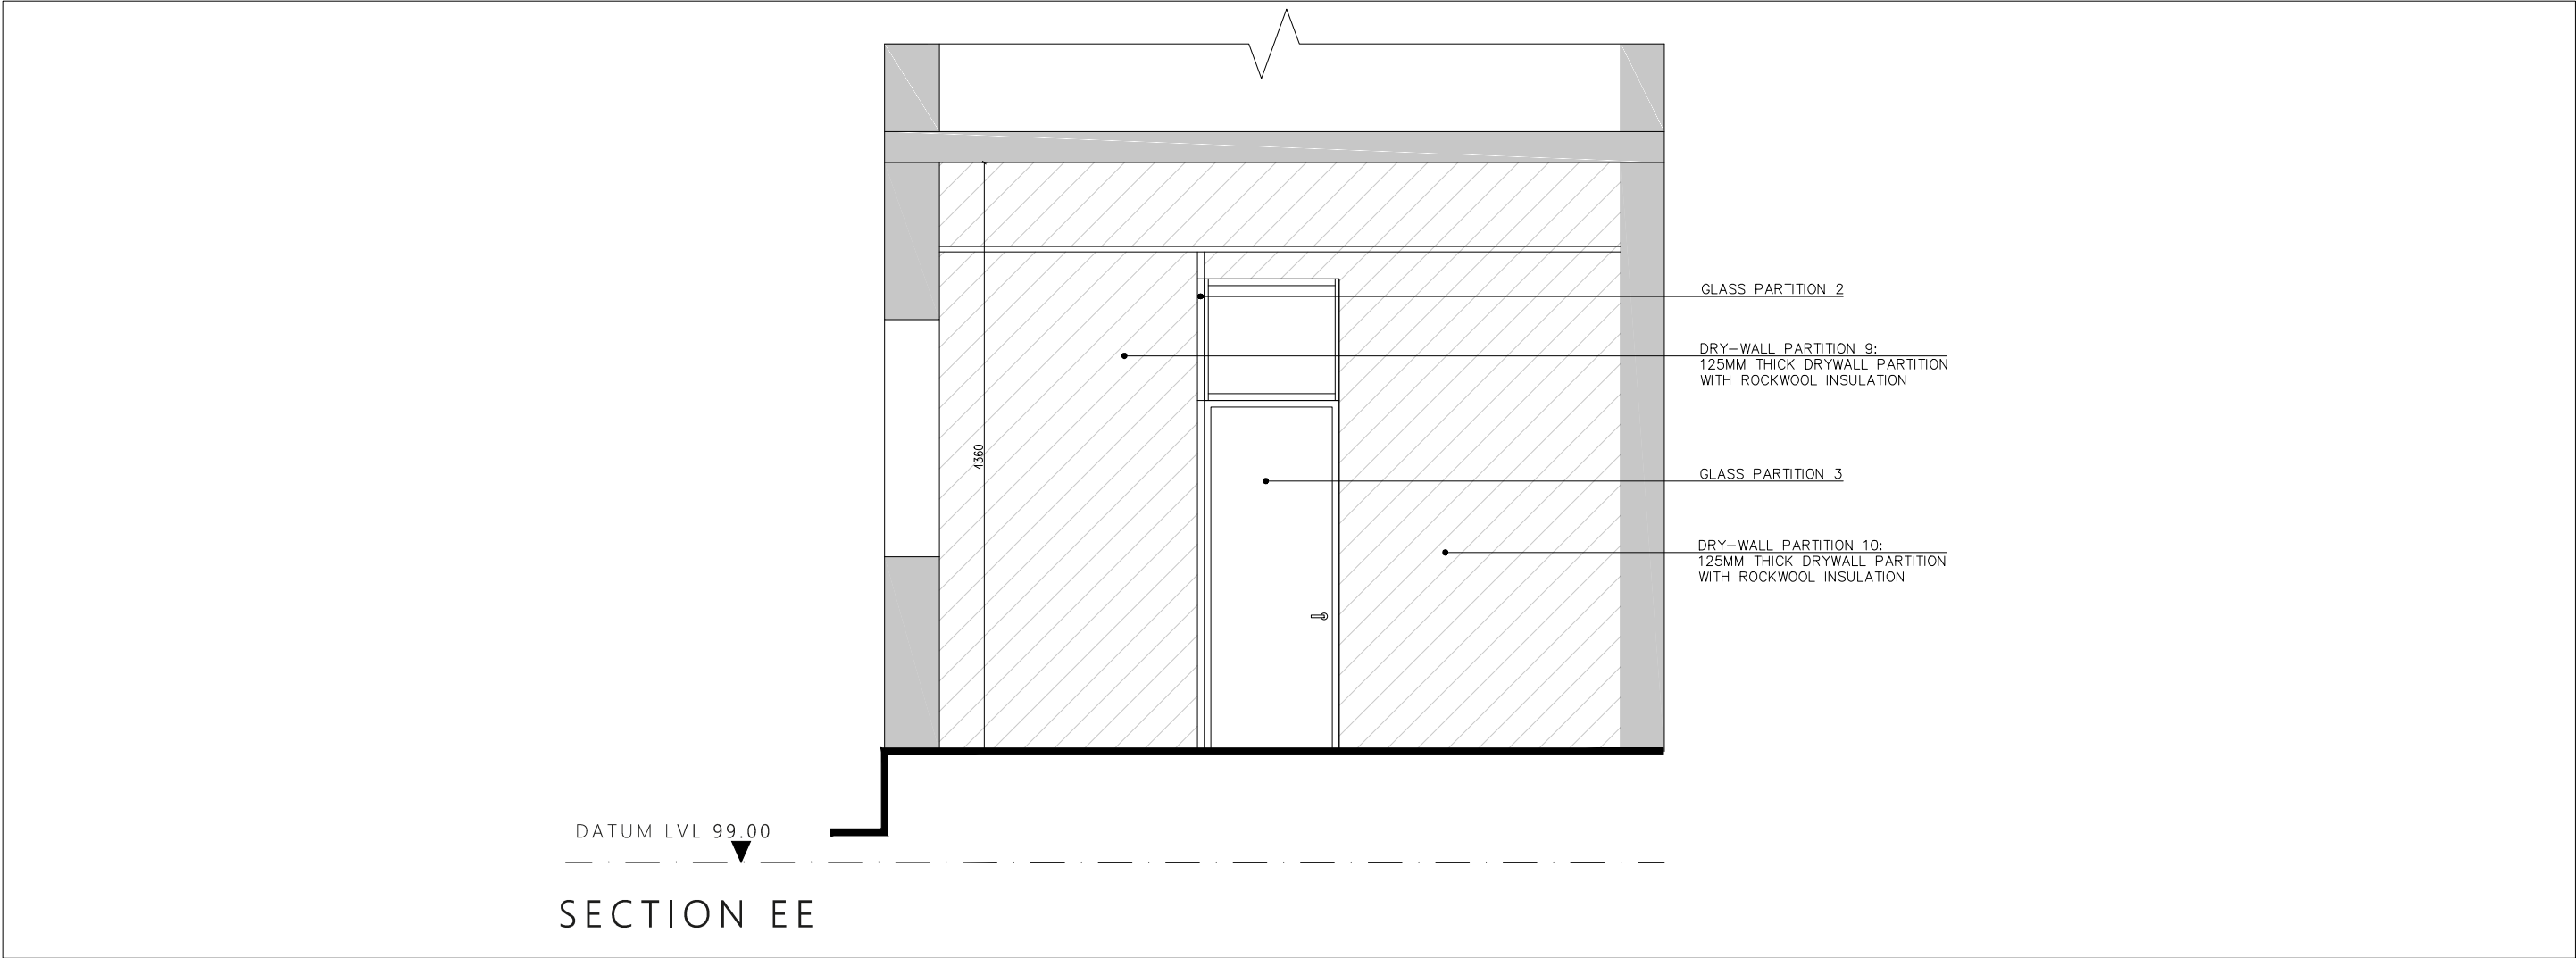 GLASS PARTITION 2
DRY-WALL PARTITION 9:
125MM THICK DRYWALL PARTITION
WITH ROCKWOOL INSULATION
4360
GLASS PARTITION 3
DRY-WALL PARTITION 10:
125MM THICK DRYWALL PARTITION
WITH ROCKWOOL INSULATION
DATUM LVL 99.00
SECTION EE